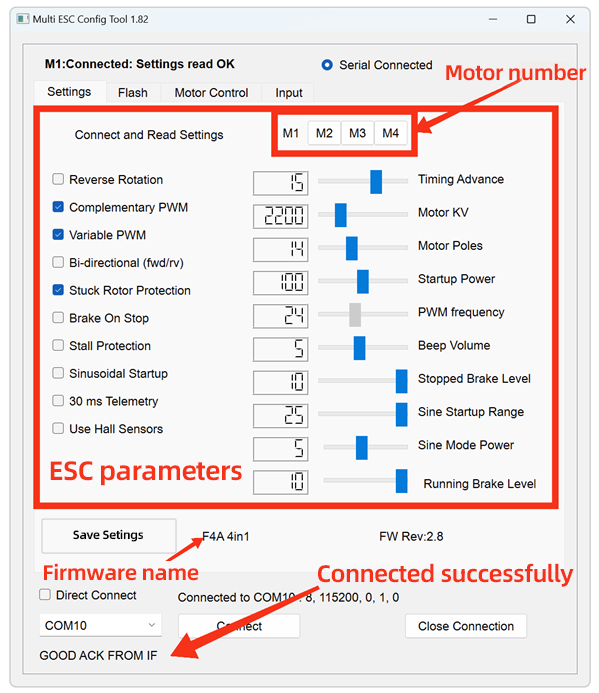 Multi ESC Config Tool 1.82
M1:Connected: Settings read OK
Serial Connected
Motor number
Settings
Flash
Motor Control
Input
Connect and Read Settings
M1
M2
M3
M4
Reverse Rotation
15
Timing Advance
Complementary PWM
2200
Motor KV
Variable PWM
14
Motor Poles
Bi-directional (fwd/rv)
100
Startup Power
Stuck Rotor Protection
24
PWM frequency
Brake On Stop
5
Beep Volume
Stall Protection
10
Stopped Brake Level
Sinusoidal Startup
25
Sine Startup Range
30 ms Telemetry
5
Sine Mode Power
Use Hall Sensors
10
Running Brake Level
ESC parameters
Save Setings
F4A 4in1
FW Rev:2.8
Firmware name
Connected successfully
Direct Connect
Connected to COM10 : 8, 115200, 0, 1, 0
COM10
Connect
Close Connection
GOOD ACK FROM IF